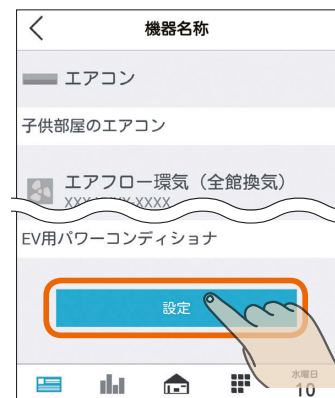 機器名称
エアコン
子供部屋のエアコン
エアフロー環気（全館換気）
EV用パワーコンディショナ
設定
水曜日
10